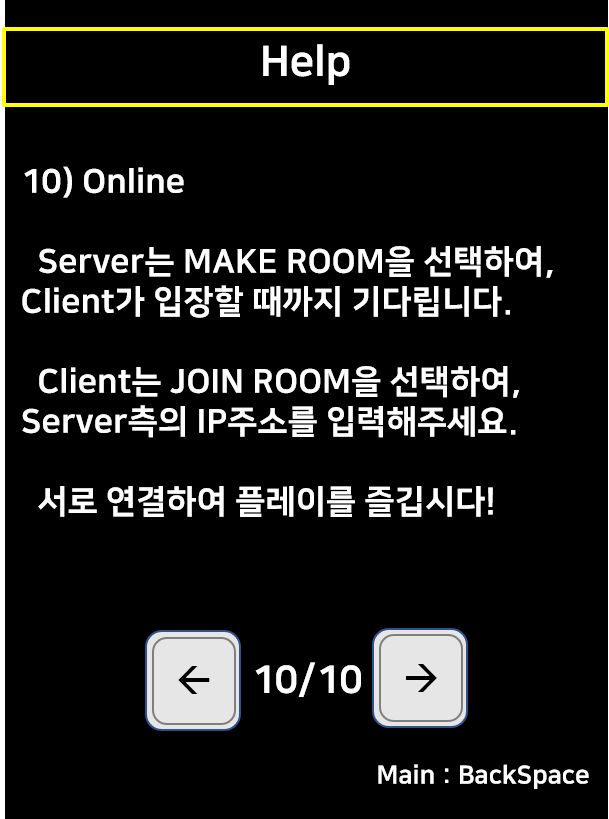 Help
10) Online
Server는 MAKE ROOM을 선택하여,
Client가 입장할 때까지 기다립니다.
Client는 JOIN ROOM을 선택하여,
Server측의 IP주소를 입력해주세요.
서로 연결하여 플레이를 즐깁시다!
← 10/10 →
Main : BackSpace